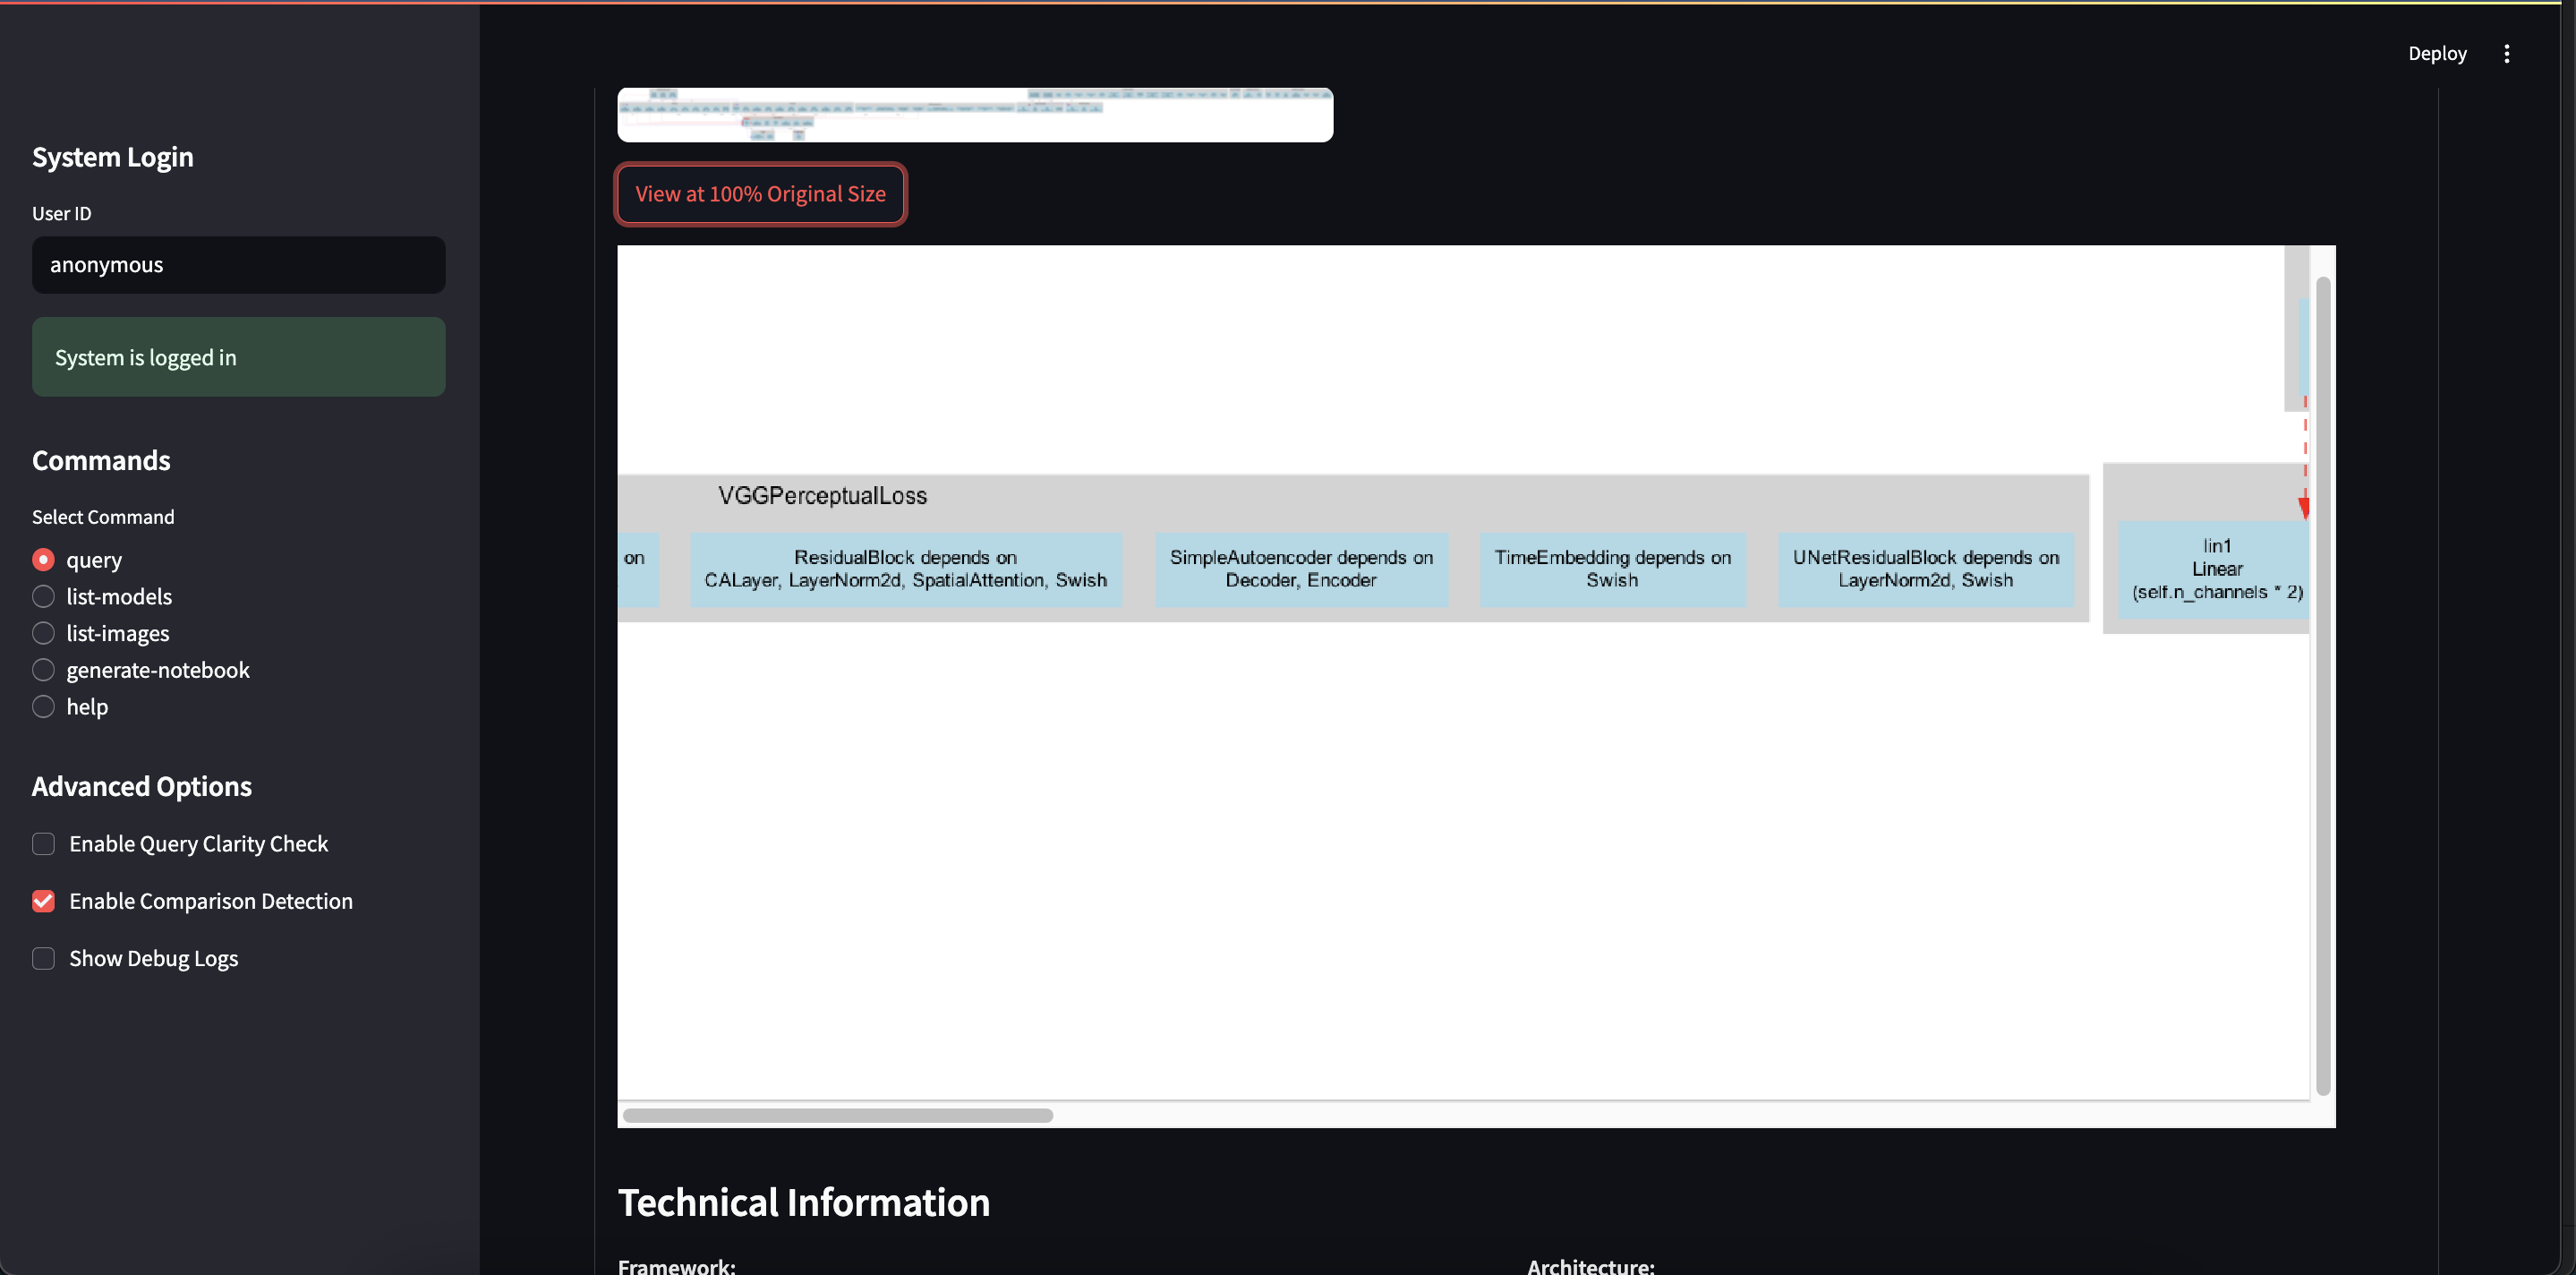 Deploy
System Login
User ID
anonymous
System is logged in
Commands
Select Command
query
list-models
list-images
generate-notebook
help
Advanced Options
Enable Query Clarity Check
Enable Comparison Detection
Show Debug Logs
View at 100% Original Size
VGGPerceptualLoss
on
ResidualBlock depends on
CALayer, LayerNorm2d, SpatialAttention, Swish
SimpleAutoencoder depends on
Decoder, Encoder
TimeEmbedding depends on
Swish
UNetResidualBlock depends on
LayerNorm2d, Swish
lin1
Linear
(self.n_channels * 2)
Technical Information
Framework:
Architecture: